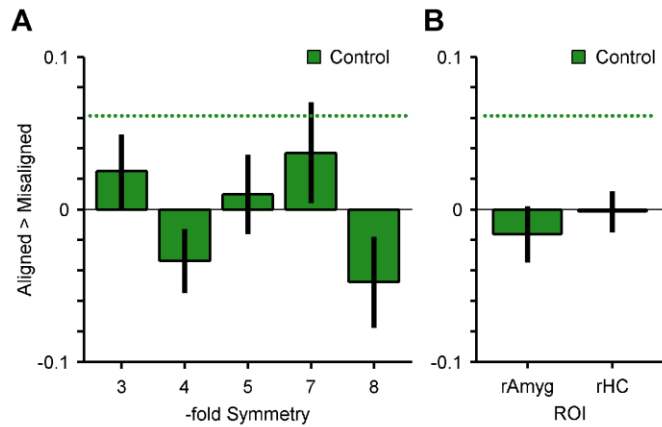 A
B
0.1
0.1
Control
Control
Aligned > Misaligned
0
0
-0.1
-0.1
3 4 5 7 8
rAmyg rHC
-fold Symmetry
ROI